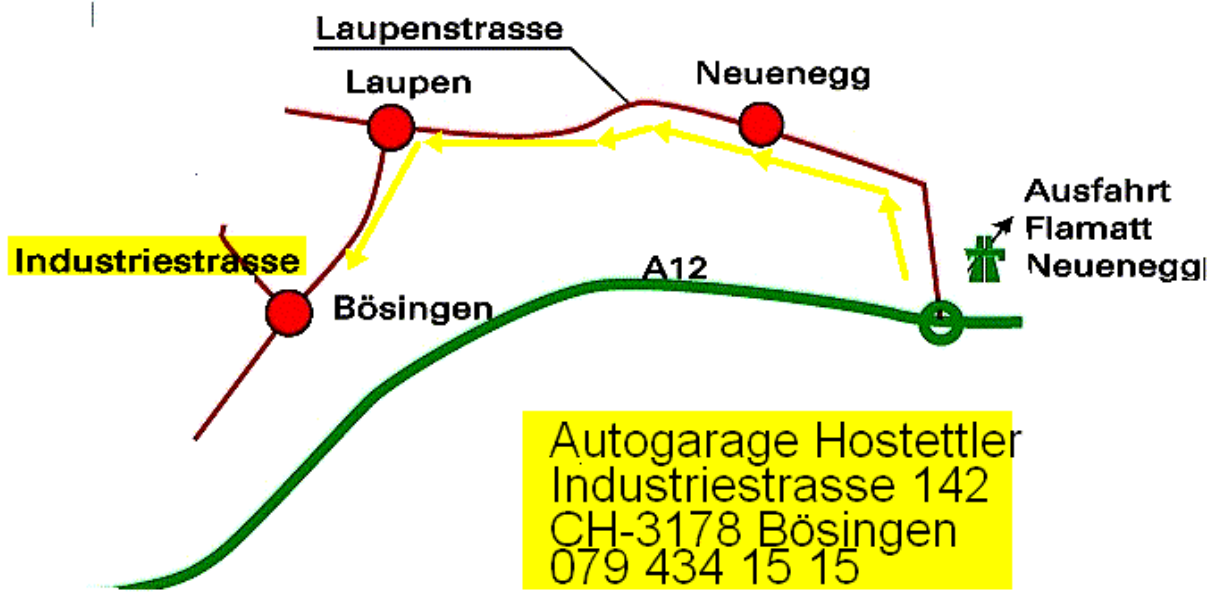 Laupenstrasse
Laupen
Neuenegg
Ausfahrt
Flamatt
Neuenegg
Industriestrasse
A12
Bösingen
Autogarage Hostettler
Industriestrasse 142
CH-3178 Bösingen
079 434 15 15